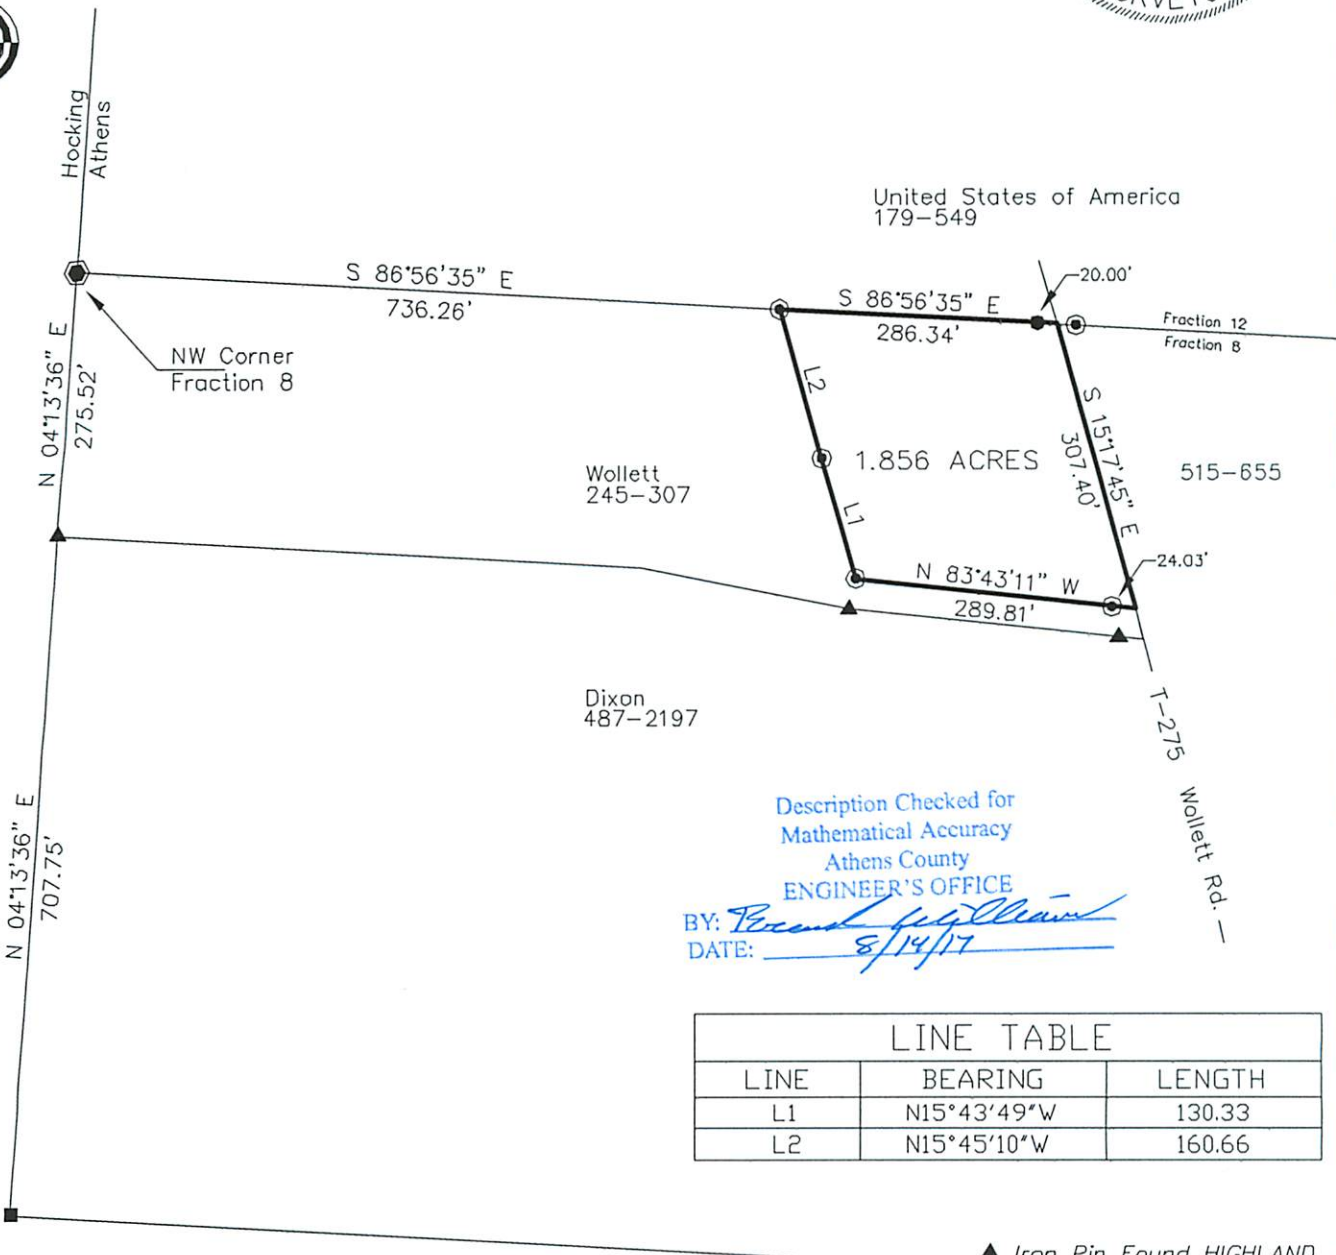 Hocking
Athens
United States of America
179-549
20.00'
S 86°56'35" E
736.26'
S 86°56'35" E
286.34'
Fraction 12
Fraction 8
NW Corner
Fraction 8
N 04°13'36" E
275.52'
L2
S 15°17'45" E
307.40'
1.856 ACRES
515-655
Wollett
245-307
L1
N 83°43'11" W
289.81'
24.03'
Dixon
487-2197
T-275 Wollett Rd.
N 04°13'36" E
707.75'
Description Checked for
Mathematical Accuracy
Athens County
ENGINEER'S OFFICE
BY:
DATE: 8/14/17
LINE TABLE
LINE BEARING LENGTH
L1 N15°43'49"W 130.33
L2 N15°45'10"W 160.66
Iron Pin Found HIGHLAND